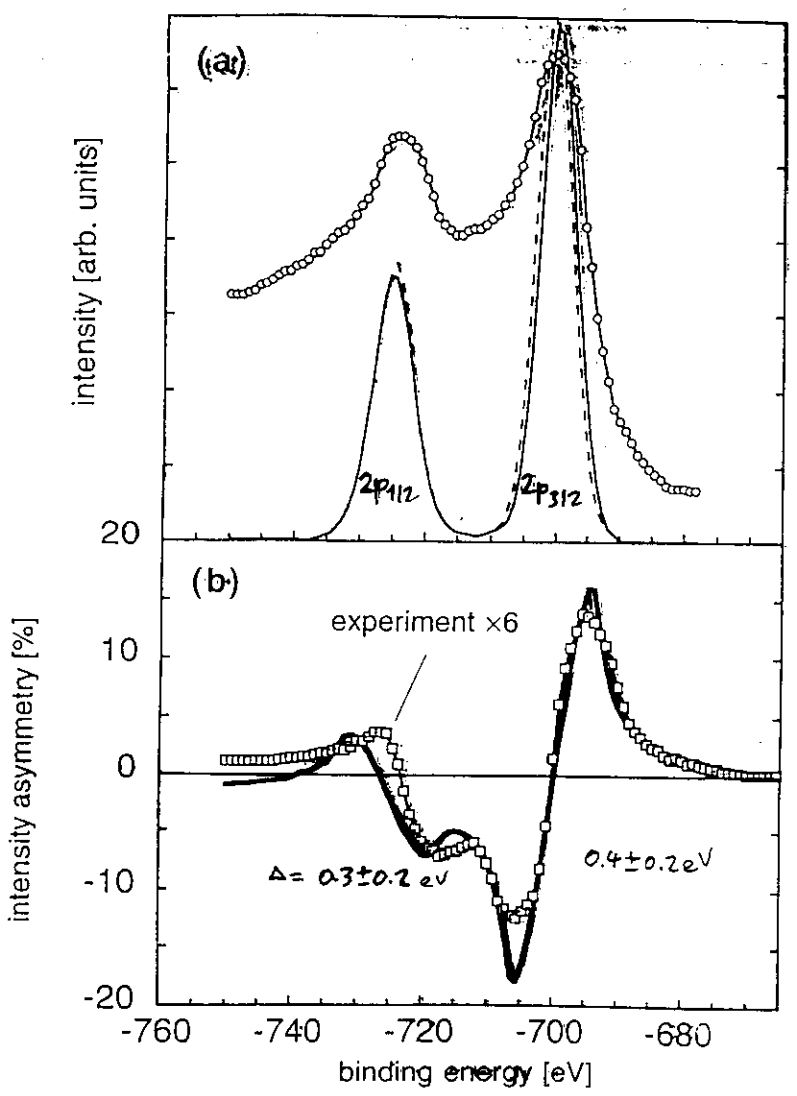 (a)
intensity [arb. units]
2p1/2
2p3/2
20
(b)
experiment ×6
10
0
-10
-20
intensity asymmetry [%]
Δ= 0.3±0.2 eV
0.4±0.2eV
-760 -740 -720 -700 -680
binding energy [eV]